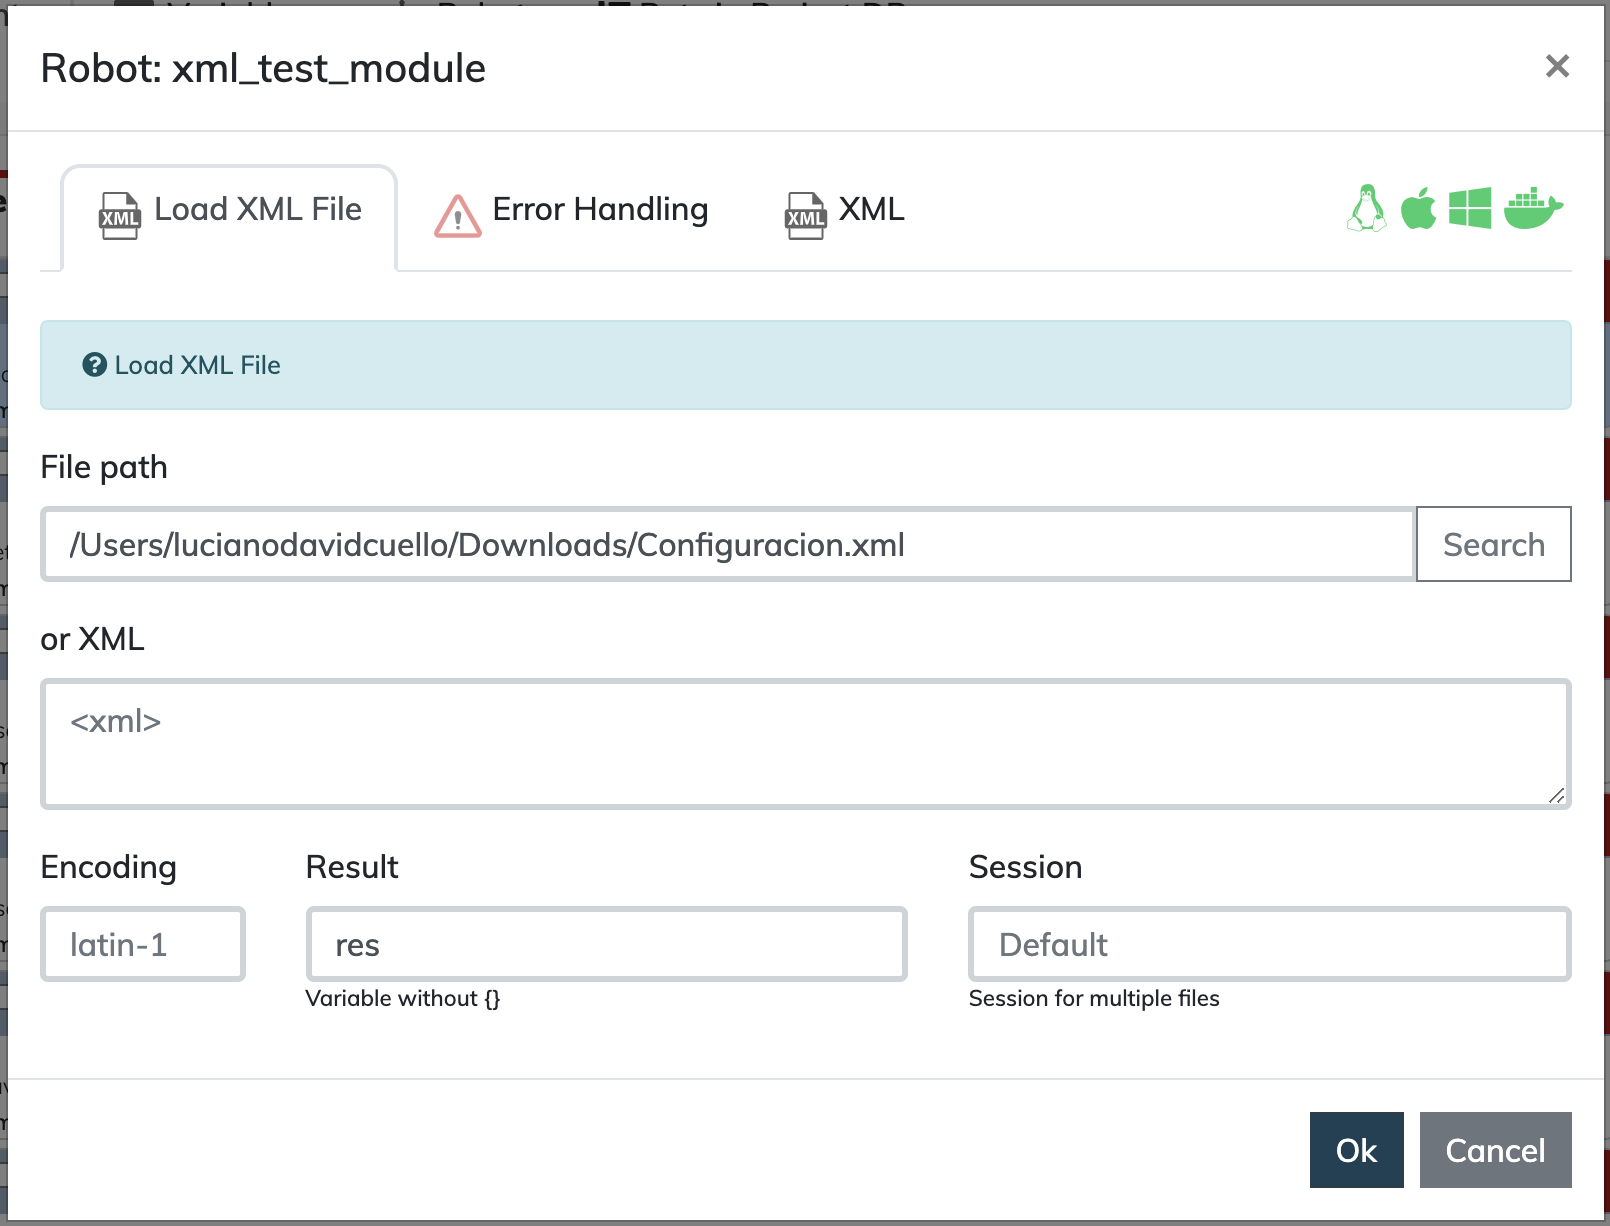 Robot: xml_test_module
×
XML Load XML File
Error Handling
XML XML
Load XML File
File path
/Users/lucianodavidcuello/Downloads/Configuracion.xml
Search
or XML
<xml>
Encoding
Result
Session
latin-1
res
Default
Variable without {}
Session for multiple files
Ok
Cancel